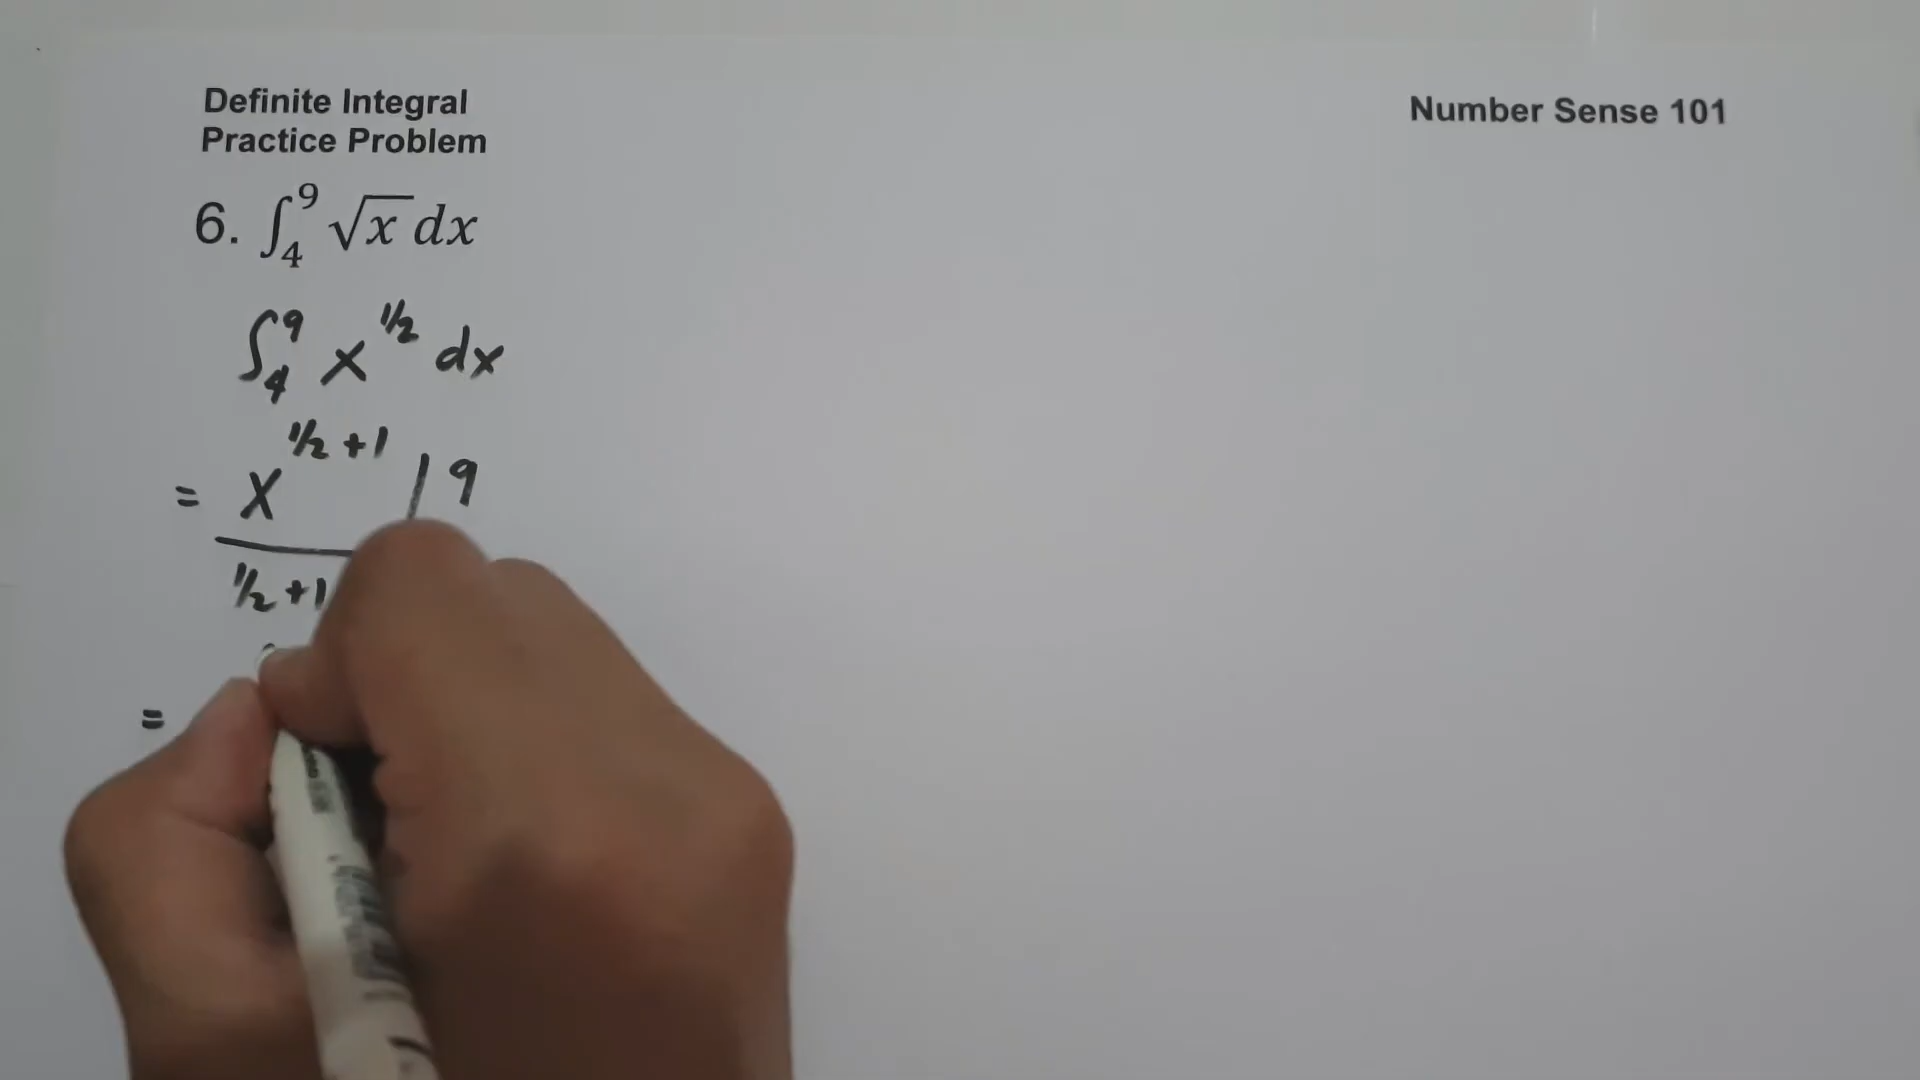 Definite Integral
Practice Problem
Number Sense 101
6. ∫₄⁹ √x dx
∫₄⁹ x^½ dx
= x^(½+1) | 9
½+1
=